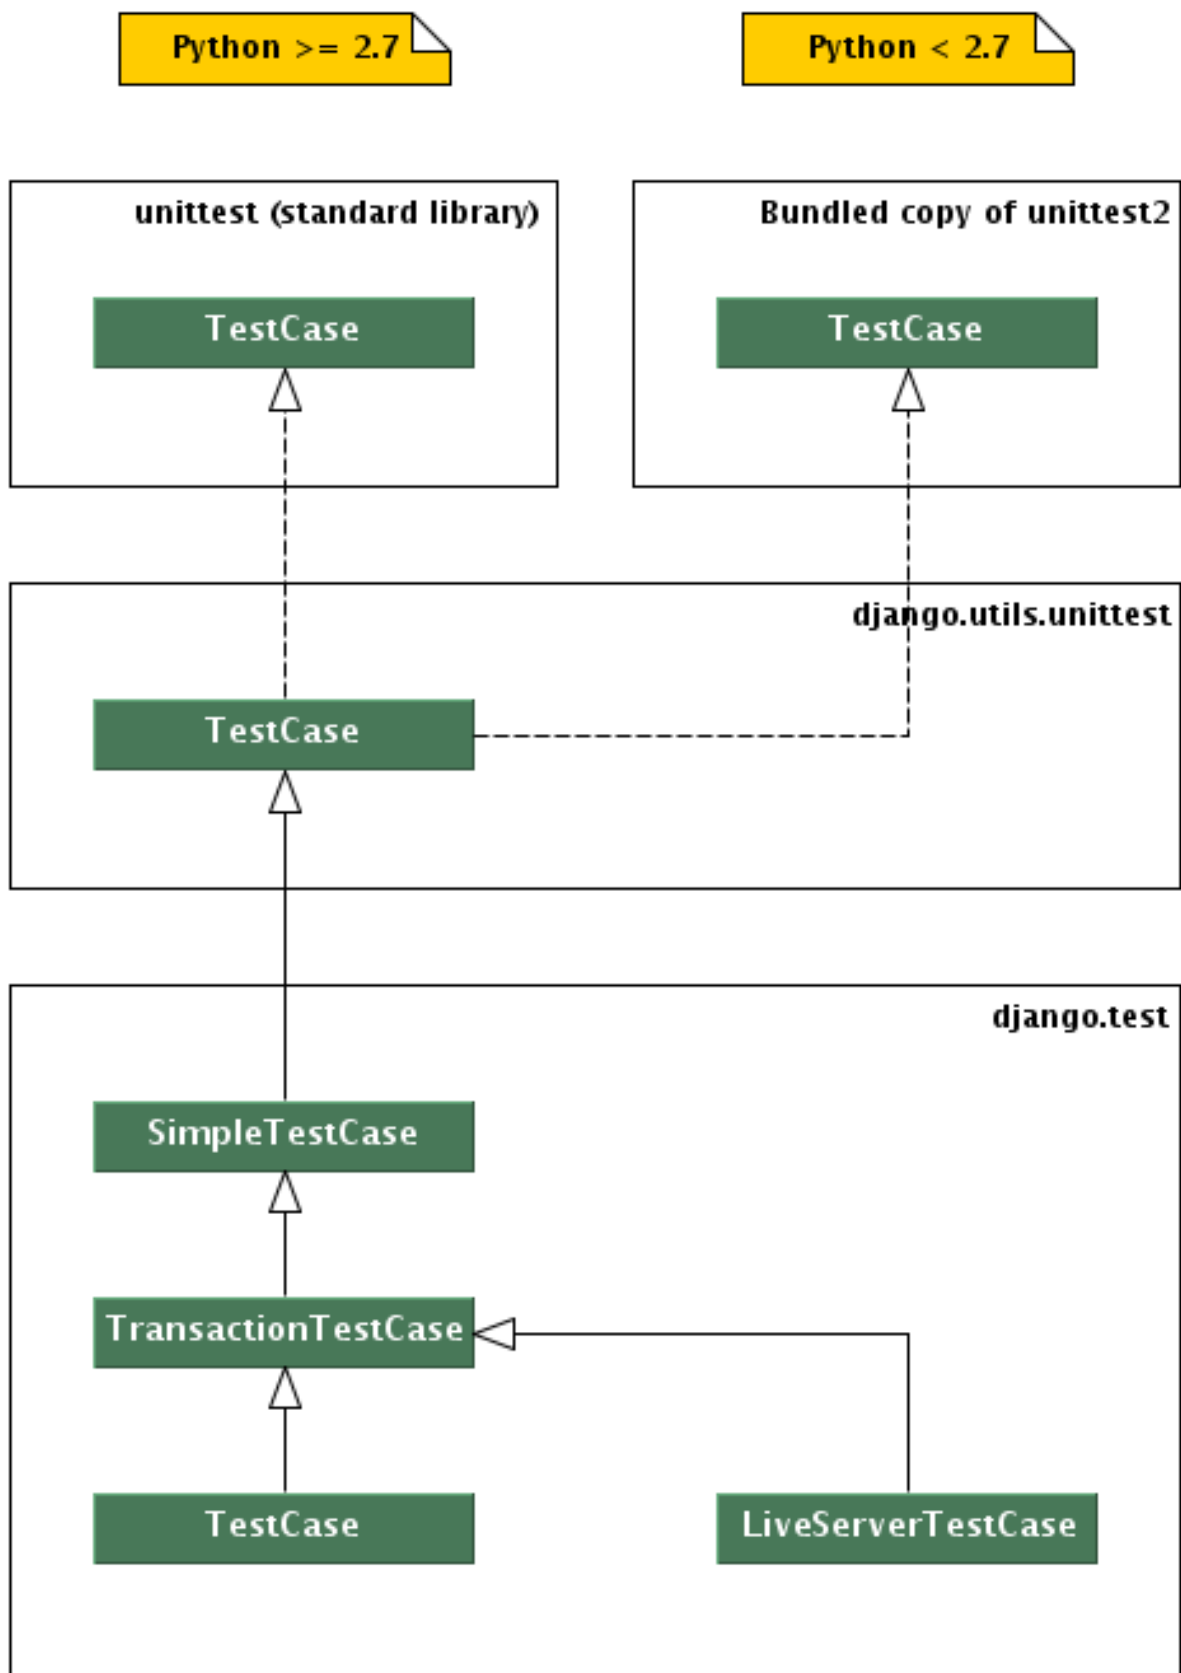 Python >= 2.7
Python < 2.7
unittest (standard library)
TestCase
Bundled copy of unittest2
TestCase
django.utils.unittest
TestCase
django.test
SimpleTestCase
TransactionTestCase
TestCase
LiveServerTestCase